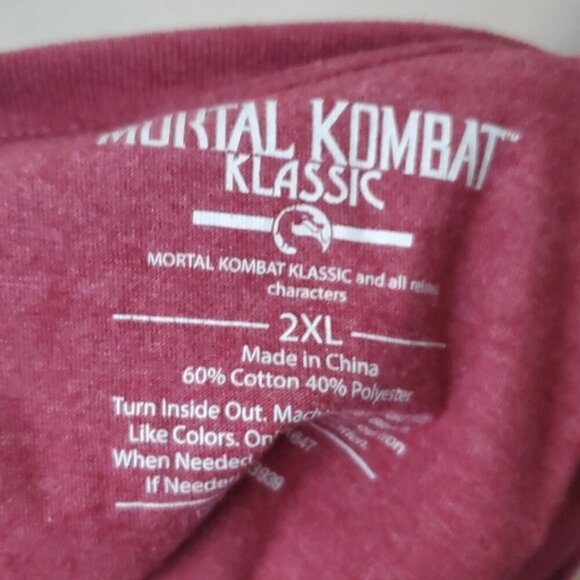 MORTAL KOMBAT™
KLASSIC
MORTAL KOMBAT KLASSIC and all
characters
2XL
Made in China
60% Cotton 40% Polyester
Turn Inside Out.
Like Colors.
When Needed
If Needed